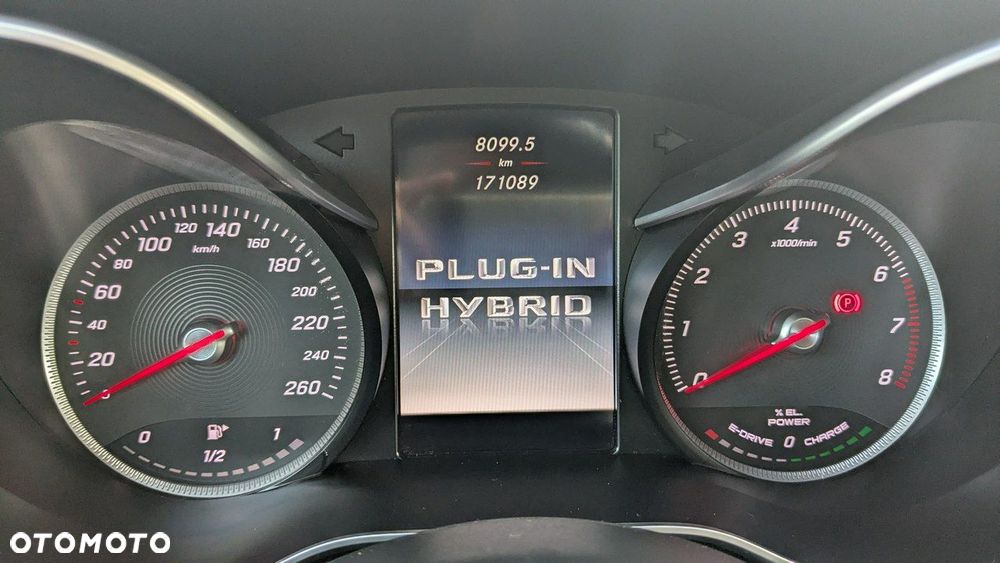 8099.5
km
171089
PLUG-IN
HYBRID
0
20
40
60
80
100
120
140
160
180
200
220
240
260
km/h
0
1/2
1
0
1
2
3
4
5
6
7
8
x1000/min
P
% EL.
POWER
E-DRIVE 0 CHARGE
OTOMOTO